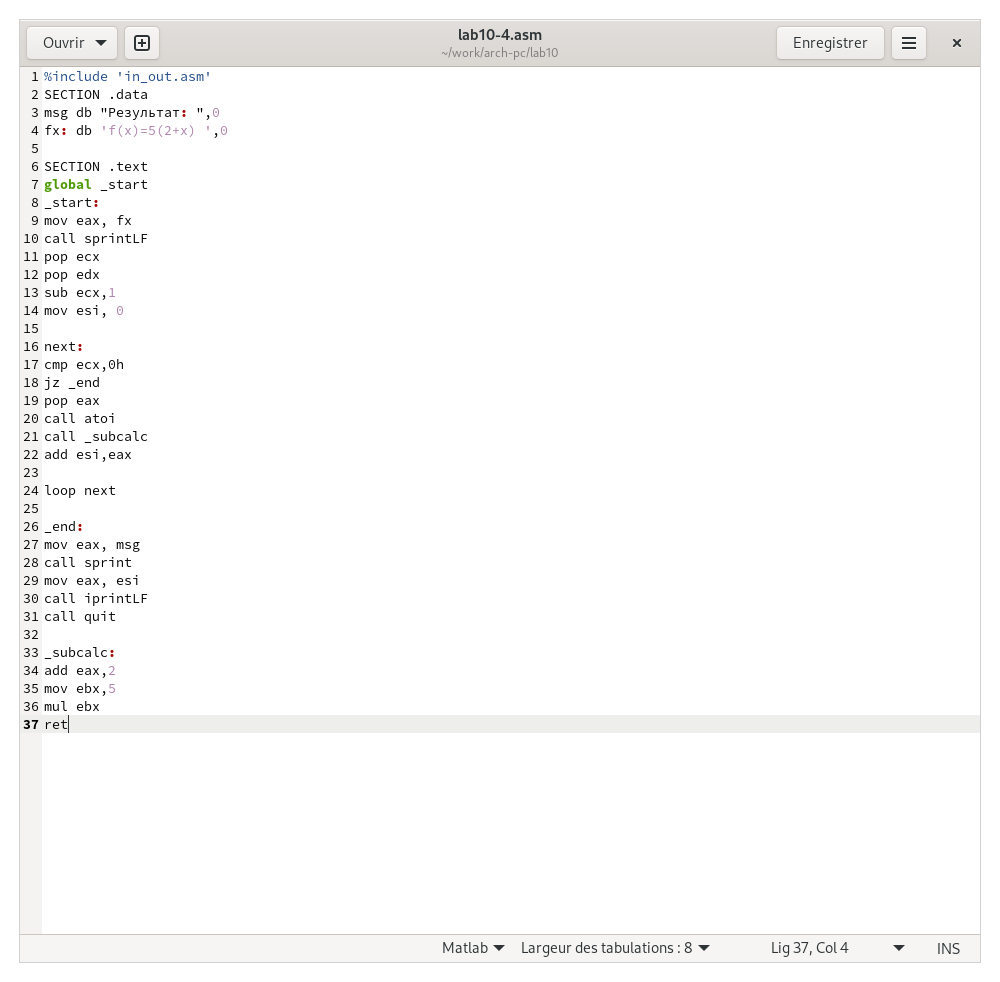 Ouvrir
lab10-4.asm
~/work/arch-pc/lab10
Enregistrer
1 %include 'in_out.asm'
2 SECTION .data
3 msg db "Результат: ",0
4 fx: db 'f(x)=5(2+x) ',0
5
6 SECTION .text
7 global _start
8 _start:
9 mov eax, fx
10 call sprintLF
11 pop ecx
12 pop edx
13 sub ecx,1
14 mov esi, 0
15
16 next:
17 cmp ecx,0h
18 jz _end
19 pop eax
20 call atoi
21 call _subcalc
22 add esi,eax
23
24 loop next
25
26 _end:
27 mov eax, msg
28 call sprint
29 mov eax, esi
30 call iprintLF
31 call quit
32
33 _subcalc:
34 add eax,2
35 mov ebx,5
36 mul ebx
37 ret
Matlab Largeur des tabulations : 8 Lig 37, Col 4 INS